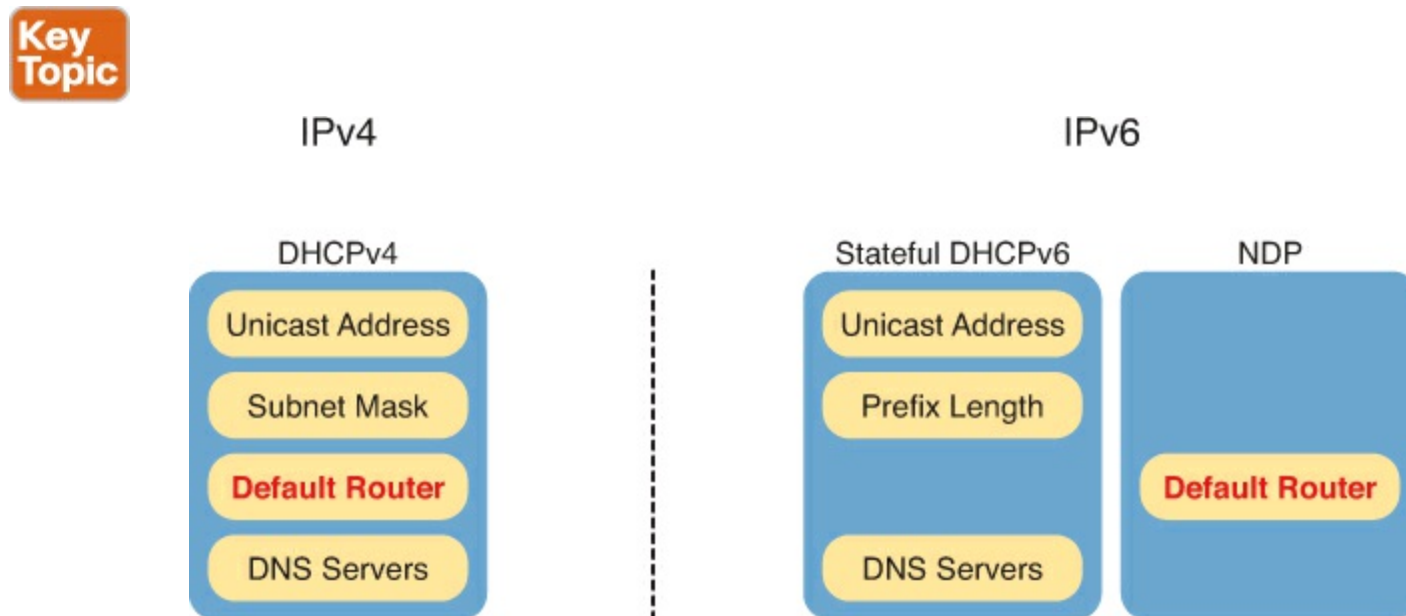 Key
Topic
IPv4
IPv6
DHCPv4
Unicast Address
Subnet Mask
Default Router
DNS Servers
Stateful DHCPv6
Unicast Address
Prefix Length
DNS Servers
NDP
Default Router